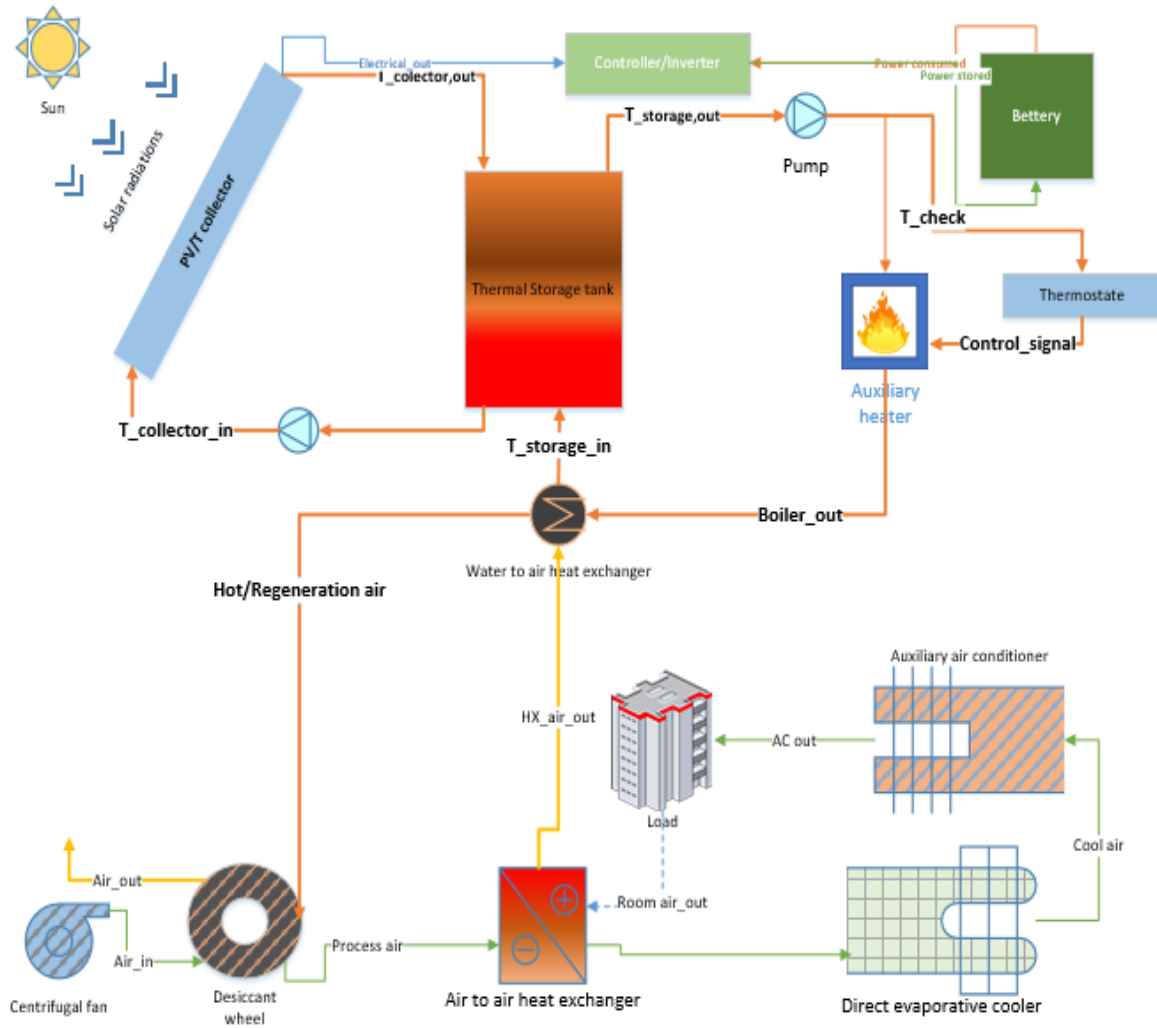 Sun
Solar radiations
PV/T collector
Electrical_out
T_colector,out
Controller/Inverter
Power consumed
Power stored
Bettery
T_storage,out
Pump
T_check
Thermal Storage tank
Thermostate
Control_signal
Auxiliary
heater
T_collector_in
T_storage_in
Boiler_out
Water to air heat exchanger
Hot/Regeneration air
Auxiliary air conditioner
HX_air_out
AC out
Load
Cool air
Air_out
Room air_out
Air_in
Process air
Centrifugal fan
Desiccant
wheel
Air to air heat exchanger
Direct evaporative cooler